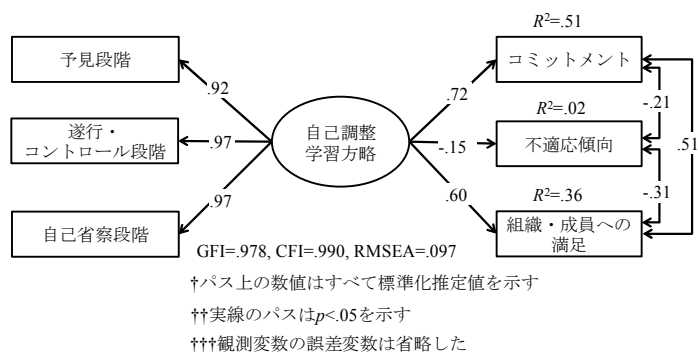 予見段階
遂行・
コントロール段階
自己省察段階
.92
.97
.97
自己調整
学習方略
.72
-.15
.60
R²=.51
コミットメント
R²=.02
不適応傾向
R²=.36
組織・成員への
満足
-.21
-.31
.51
GFI=.978, CFI=.990, RMSEA=.097
†パス上の数値はすべて標準化推定値を示す
††実線のパスはp<.05を示す
†††観測変数の誤差変数は省略した